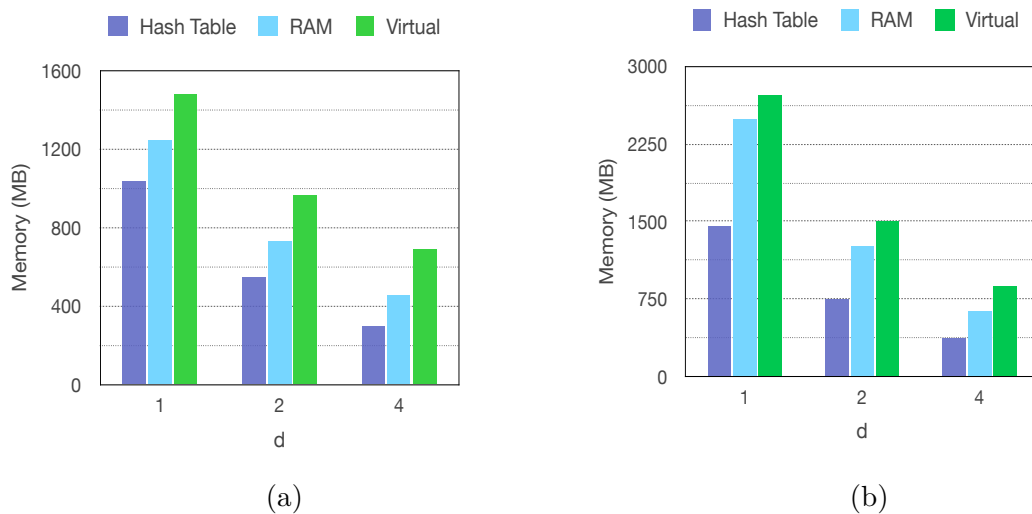 Hash Table RAM Virtual
1600
1200
800
400
0
Memory (MB)
1 2 4
d
(a)
Hash Table RAM Virtual
3000
2250
1500
750
0
Memory (MB)
1 2 4
d
(b)